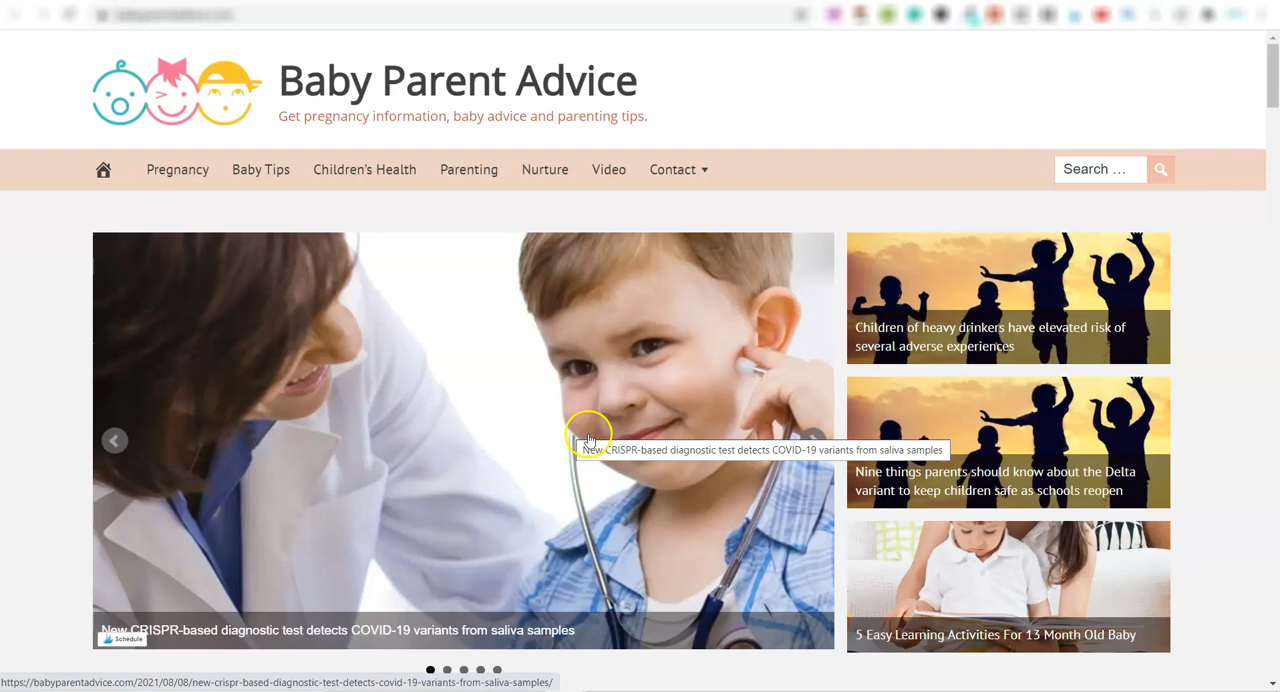 Baby Parent Advice
Get pregnancy information, baby advice and parenting tips.
Pregnancy Baby Tips Children's Health Parenting Nurture Video Contact
Search ...
Children of heavy drinkers have elevated risk of
several adverse experiences
New CRISPR-based diagnostic test detects COVID-19 variants from saliva samples
Nine things parents should know about the Delta
variant to keep children safe as schools reopen
New CRISPR-based diagnostic test detects COVID-19 variants from saliva samples
Schedule
5 Easy Learning Activities For 13 Month Old Baby
https://babyparentadvice.com/2021/08/08/new-crispr-based-diagnostic-test-detects-covid-19-variants-from-saliva-samples/